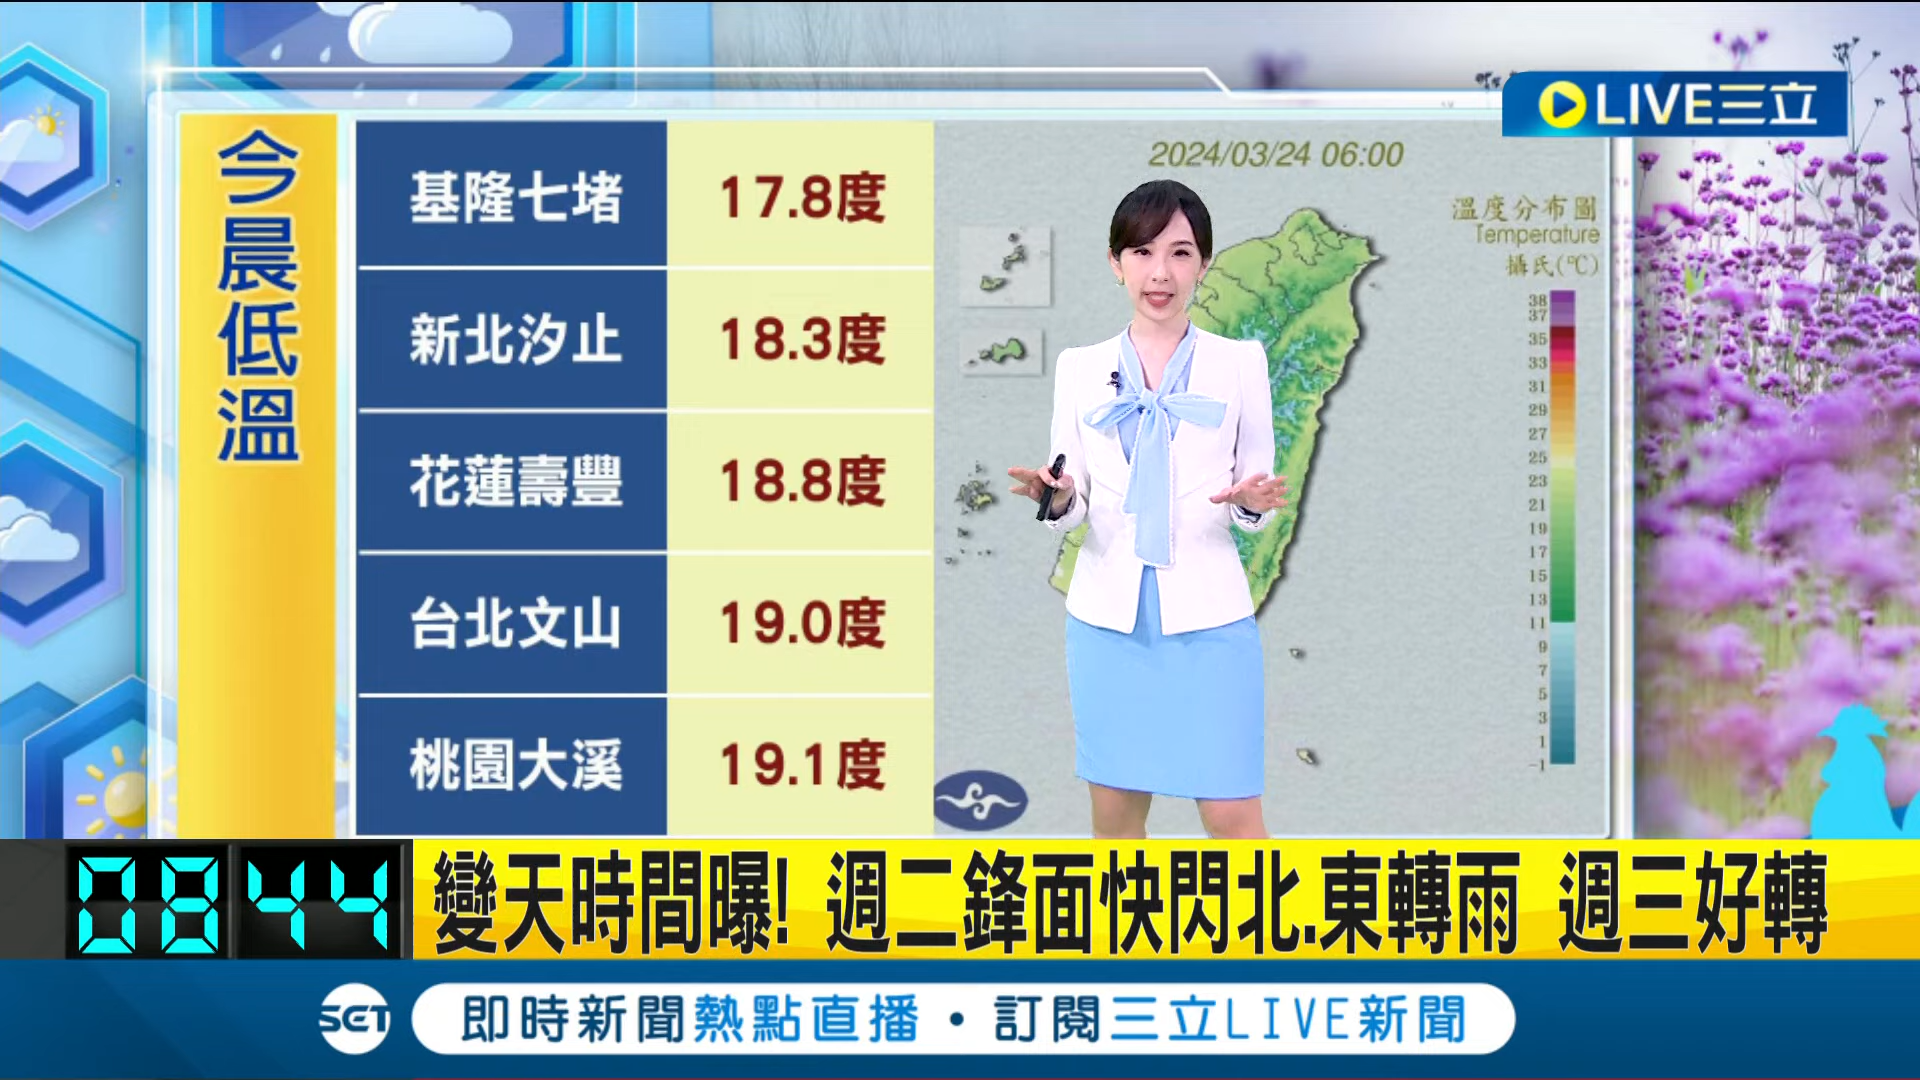 LIVE三立
今晨低溫
基隆七堵 17.8度
新北汐止 18.3度
花蓮壽豐 18.8度
台北文山 19.0度
桃園大溪 19.1度
2024/03/24 06:00
溫度分布圖
Temperature
攝氏(℃)
38
37
35
33
31
29
27
25
23
21
19
17
15
13
11
9
7
5
3
1
-1
08 44
變天時間曝! 週二鋒面快閃北.東轉雨 週三好轉
SET
即時新聞熱點直播・訂閱三立LIVE新聞